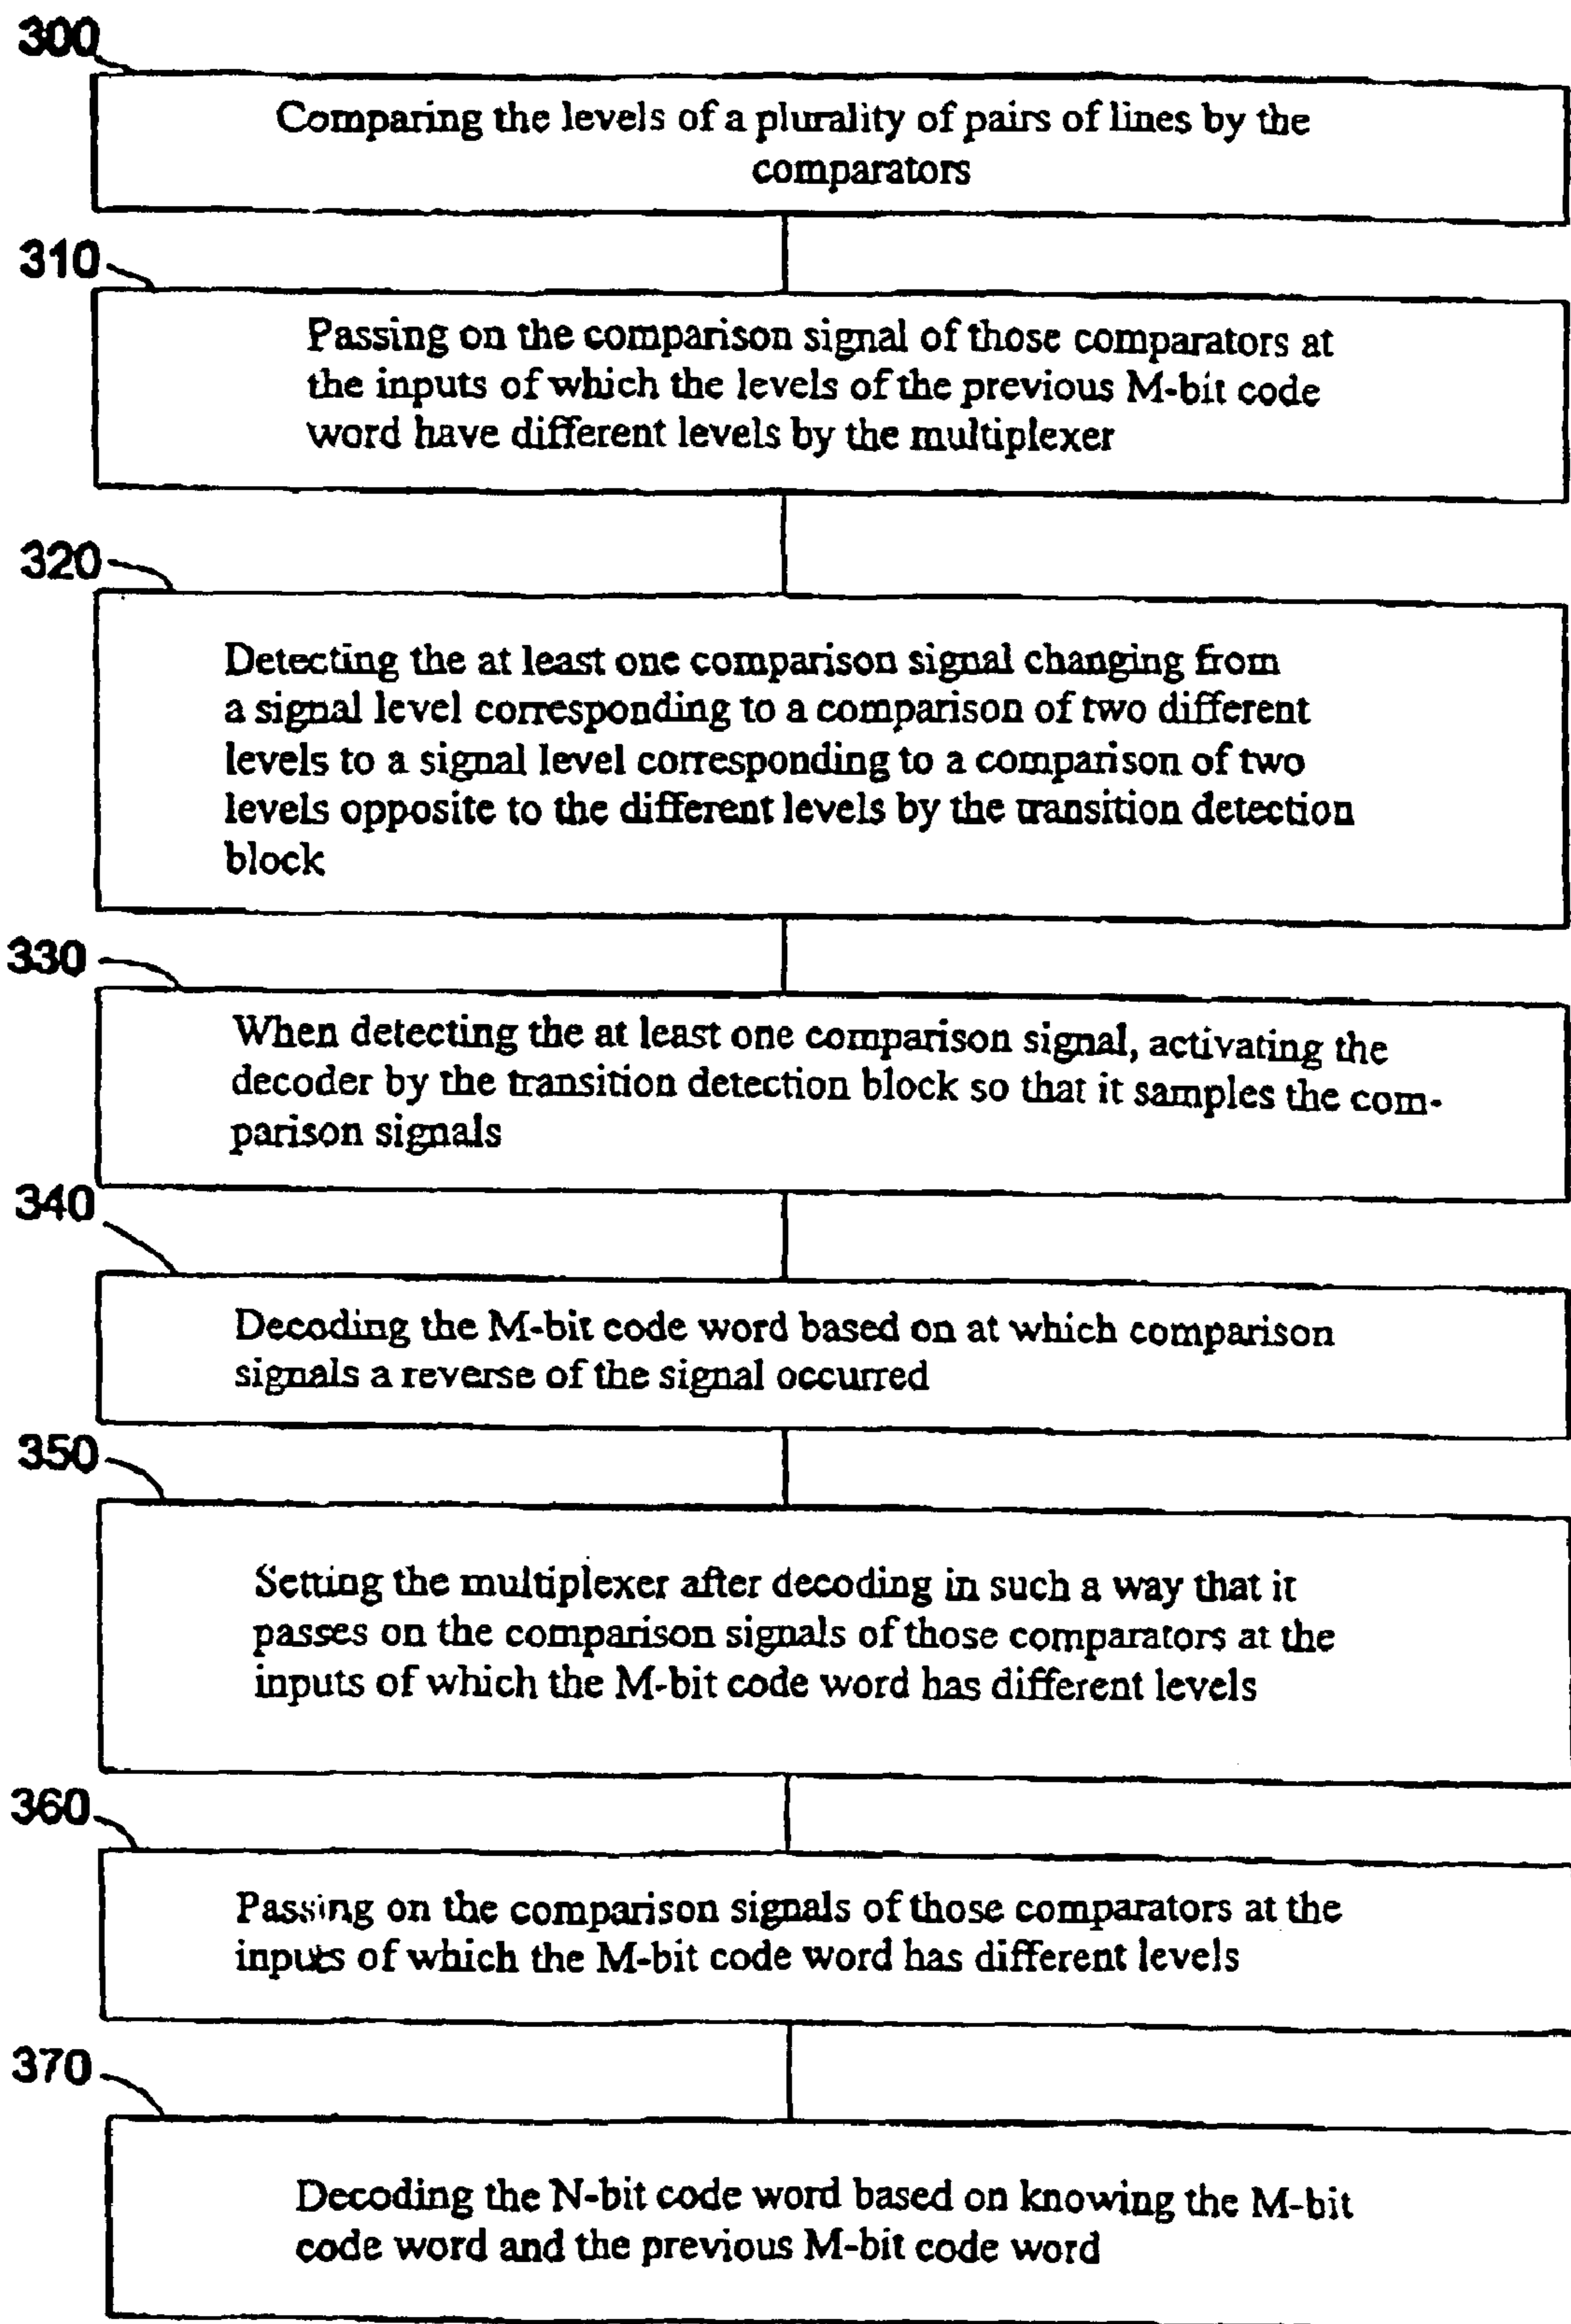 300
Comparing the levels of a plurality of pairs of lines by the
comparators
310
Passing on the comparison signal of those comparators at
the inputs of which the levels of the previous M-bit code
word have different levels by the multiplexer
320
Detecting the at least one comparison signal changing from
a signal level corresponding to a comparison of two different
levels to a signal level corresponding to a comparison of two
levels opposite to the different levels by the transition detection
block
330
When detecting the at least one comparison signal, activating the
decoder by the transition detection block so that it samples the com-
parison signals
340
Decoding the M-bit code word based on at which comparison
signals a reverse of the signal occurred
350
Setting the multiplexer after decoding in such a way that it
passes on the comparison signals of those comparators at the
inputs of which the M-bit code word has different levels
360
Passing on the comparison signals of those comparators at the
inputs of which the M-bit code word has different levels
370
Decoding the N-bit code word based on knowing the M-bit
code word and the previous M-bit code word